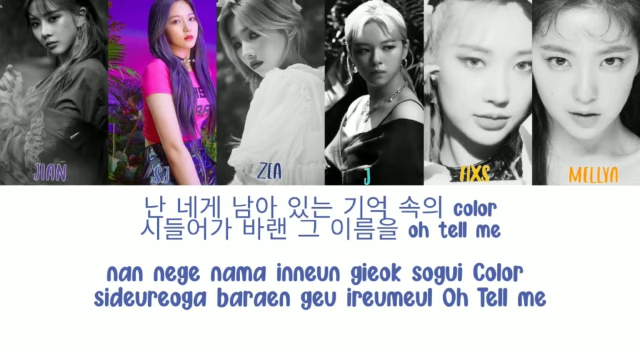 JIAN
SJ
ZEA
J
FIXS
MELLYA
난 네게 남아 있는 기억 속의 color
시들어가 바랜 그 이름을 oh tell me
nan nege nama inneun gieok sogui Color
sideureoga baraen geu ireumeul Oh Tell me